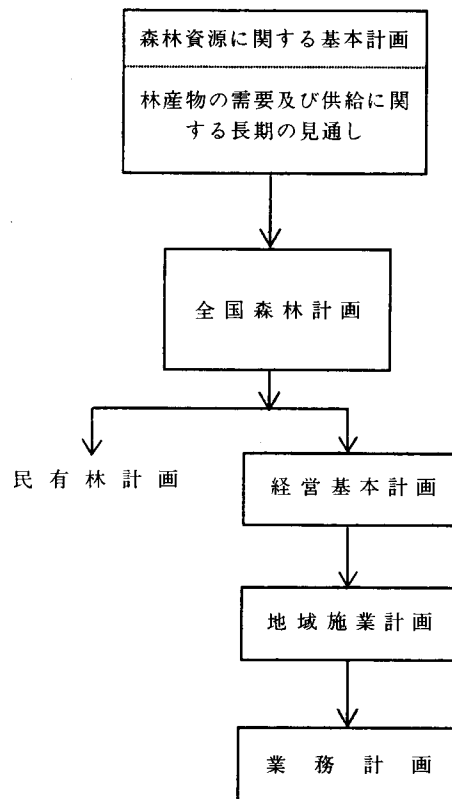 森林資源に関する基本計画
林産物の需要及び供給に関
する長期の見通し
全国森林計画
民有林計画
経営基本計画
地域施業計画
業務計画